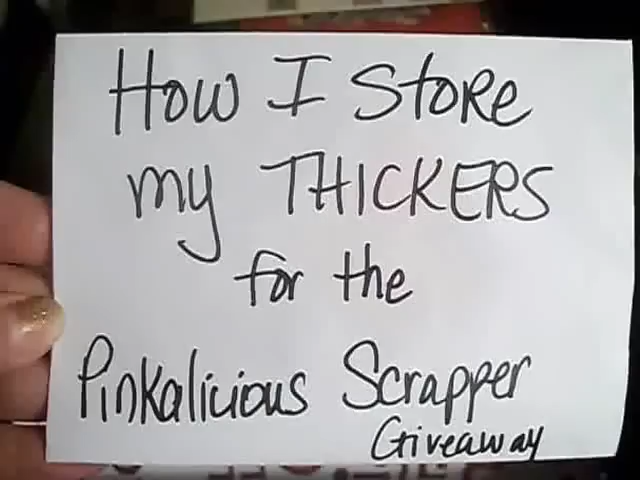 How I Store
my THICKERS
for the
Pinkalicious Scrapper
Giveaway